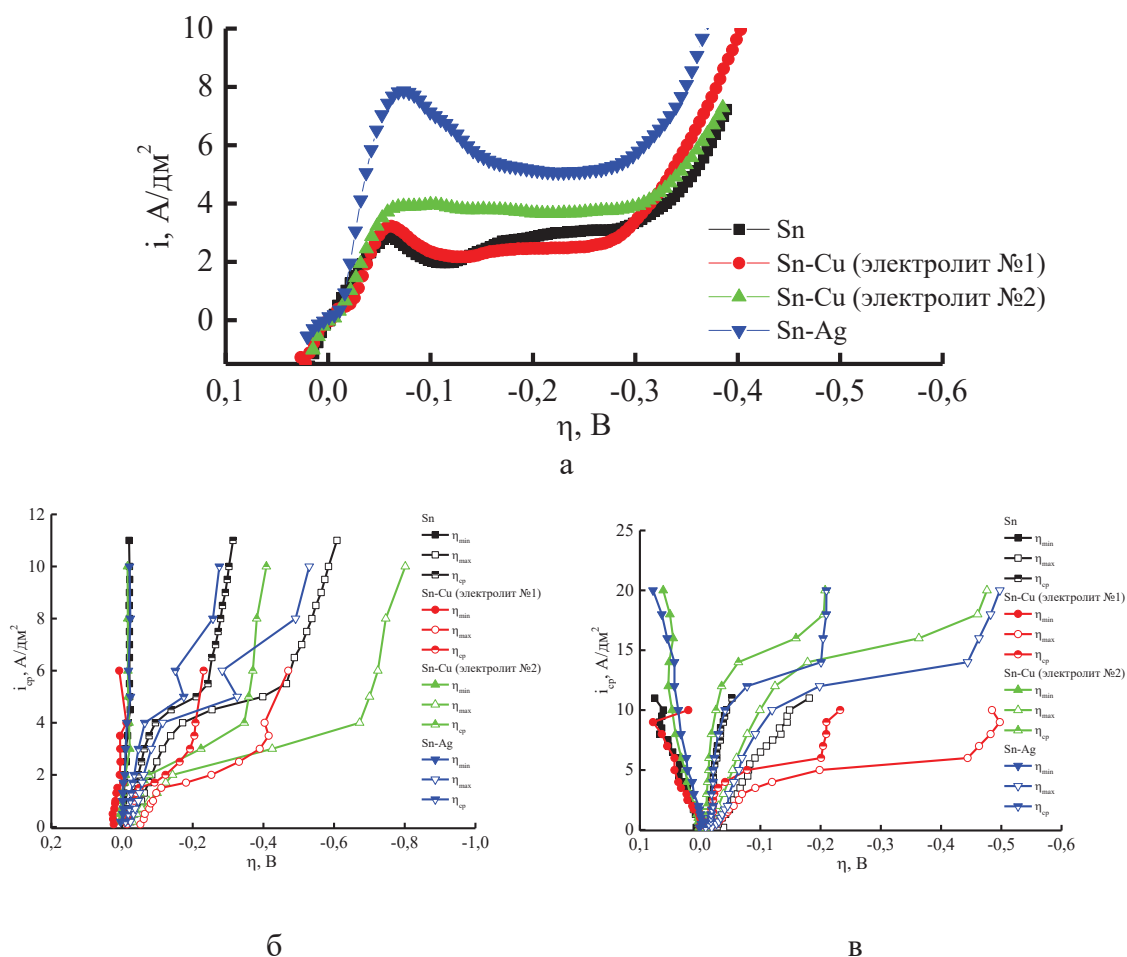 10
8
6
4
2
0
i, А/дм²
0,1 0,0 -0,1 -0,2 -0,3 -0,4 -0,5 -0,6
η, В
Sn
Sn-Cu (электролит №1)
Sn-Cu (электролит №2)
Sn-Ag
а
12
10
8
6
4
2
0
i_ср, А/дм²
0,2 0,0 -0,2 -0,4 -0,6 -0,8 -1,0
η, В
Sn
η_min
η_max
η_ср
Sn-Cu (электролит №1)
η_min
η_max
η_ср
Sn-Cu (электролит №2)
η_min
η_max
η_ср
Sn-Ag
η_min
η_max
η_ср
б
25
20
15
10
5
0
i_ср, А/дм²
0,1 0,0 -0,1 -0,2 -0,3 -0,4 -0,5 -0,6
η, В
Sn
η_min
η_max
η_ср
Sn-Cu (электролит №1)
η_min
η_max
η_ср
Sn-Cu (электролит №2)
η_min
η_max
η_ср
Sn-Ag
η_min
η_max
η_ср
в